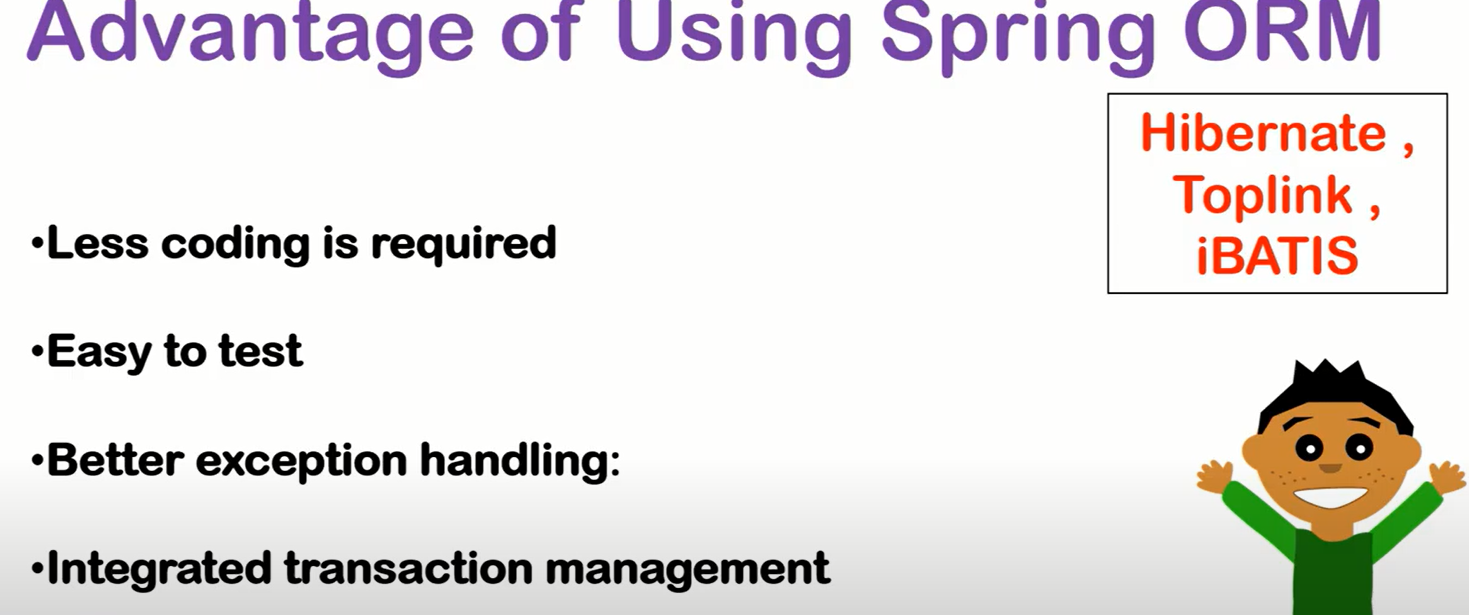 Advantage of Using Spring ORM
Hibernate ,
Toplink ,
iBATIS
•Less coding is required
•Easy to test
•Better exception handling:
•Integrated transaction management